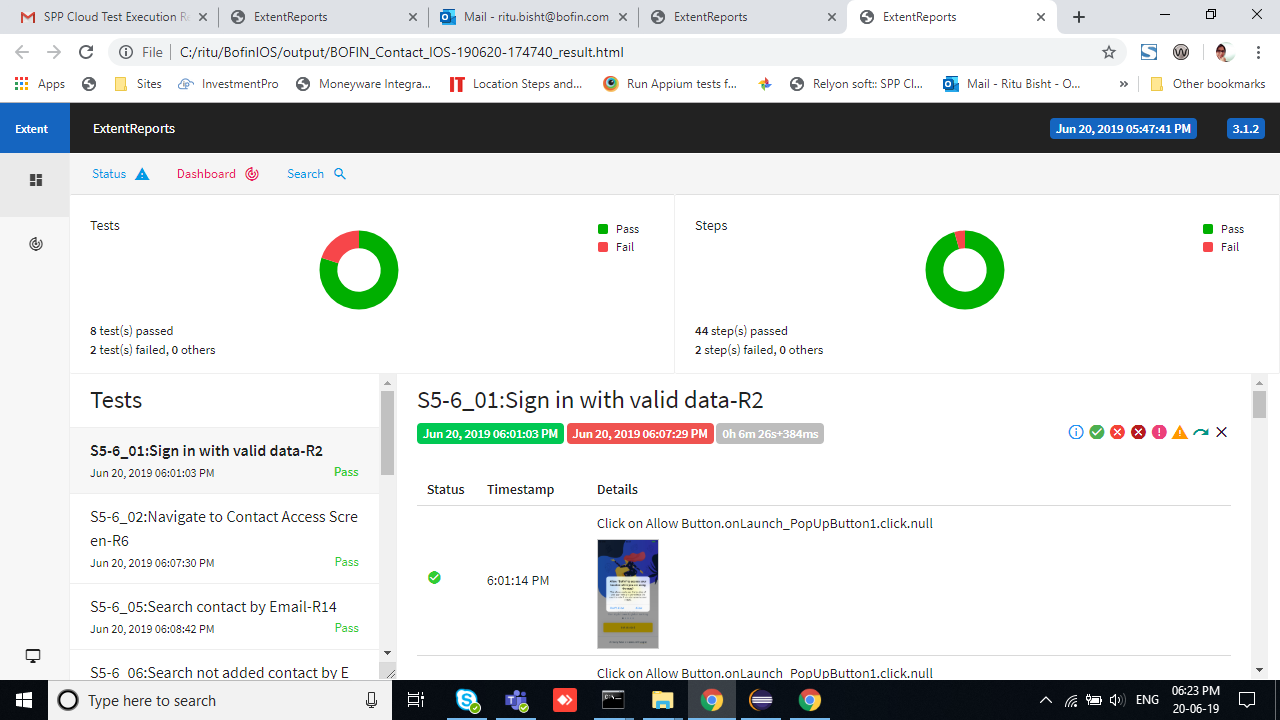 SPP Cloud Test Execution Re
ExtentReports
Mail - ritu.bisht@bofin.com
ExtentReports
ExtentReports
File
C:/ritu/BofinIOS/output/BOFIN_Contact_IOS-190620-174740_result.html
Apps
Sites
InvestmentPro
Moneyware Integra...
IT
Location Steps and...
Run Appium tests f...
Relyon soft:: SPP Cl...
Mail - Ritu Bisht - O...
»
Other bookmarks
Extent
ExtentReports
Jun 20, 2019 05:47:41 PM
3.1.2
Status
Dashboard
Search
Tests
Pass
Fail
8 test(s) passed
2 test(s) failed, 0 others
Steps
Pass
Fail
44 step(s) passed
2 step(s) failed, 0 others
Tests
S5-6_01:Sign in with valid data-R2
Jun 20, 2019 06:01:03 PM
Pass
S5-6_02:Navigate to Contact Access Scre
en-R6
Jun 20, 2019 06:07:30 PM
Pass
S5-6_05:Search contact by Email-R14
Jun 20, 2019 06:08:42 PM
Pass
S5-6_06:Search not added contact by E
S5-6_01:Sign in with valid data-R2
Jun 20, 2019 06:01:03 PM
Jun 20, 2019 06:07:29 PM
0h 6m 26s+384ms
Status
Timestamp
Details
Click on Allow Button.onLaunch_PopUpButton1.click.null
6:01:14 PM
Click on Allow Button.onLaunch_PopUpButton1.click.null
Type here to search
ENG
06:23 PM
20-06-19